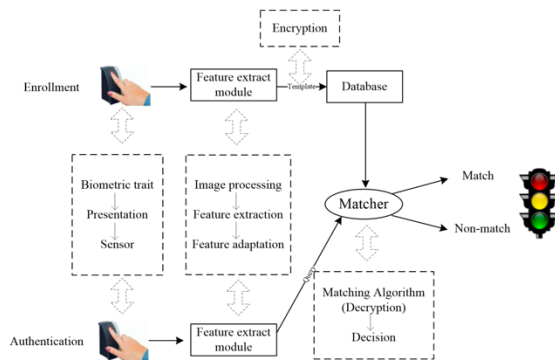 Encryption
Enrollment
Feature extract
module
Template
Database
Biometric trait
Presentation
Sensor
Image processing
Feature extraction
Feature adaptation
Matcher
Match
Non-match
Query
Matching Algorithm
(Decryption)
Decision
Authentication
Feature extract
module